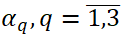 α_q, q = \overline{1,3}